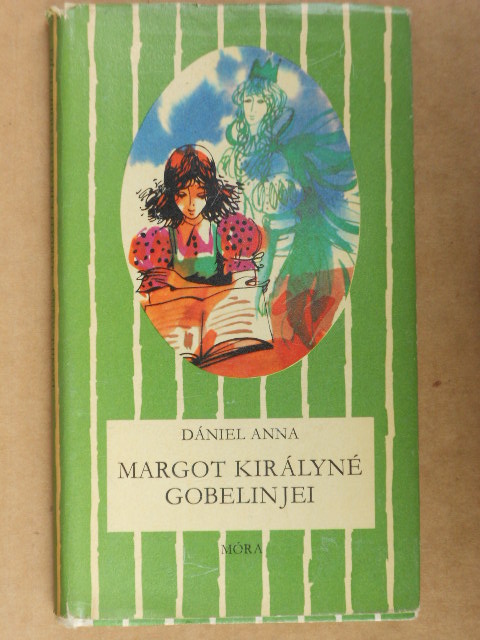 DÁNIEL ANNA
MARGOT KIRÁLYNÉ
GOBELINJEI
MÓRA